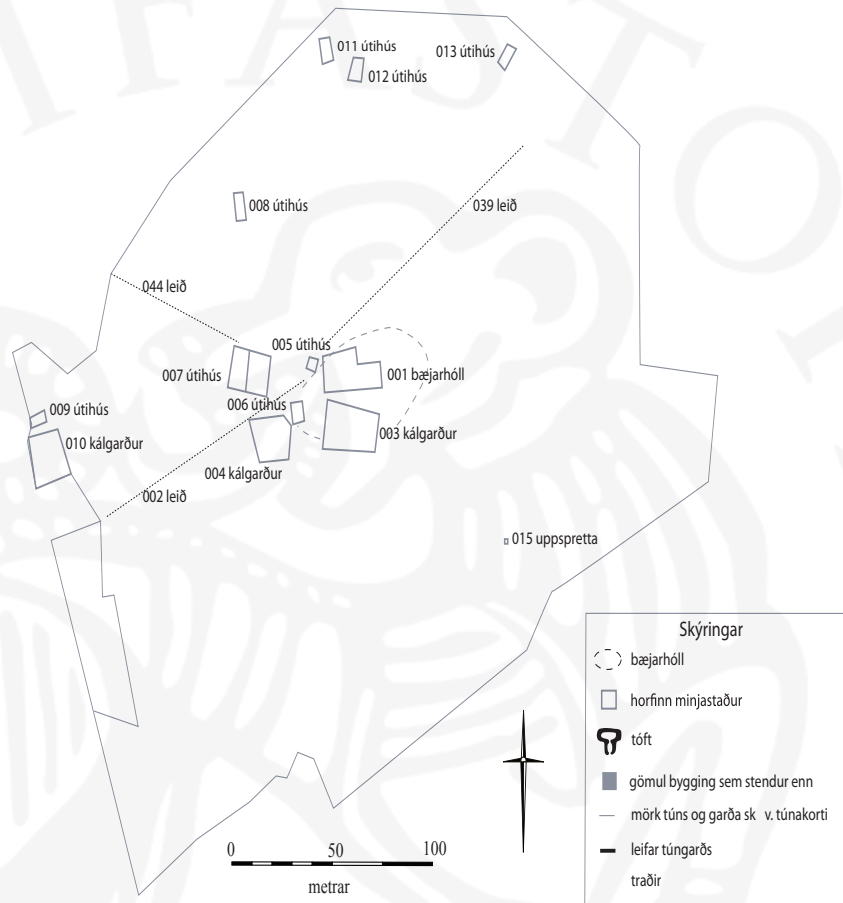 011 útihús
013 útihús
012 útihús
008 útihús
039 leið
044 leið
005 útihús
007 útihús
001 bæjarhóll
006 útihús
009 útihús
003 kálgarður
010 kálgarður
004 kálgarður
002 leið
015 uppspretta
Skýringar
bæjarhóll
horfinn minjastaður
tóft
gömul bygging sem stendur enn
mörk túns og garða sk v. túnakorti
leifar túngarðs
traðir
0 50 100
metrar